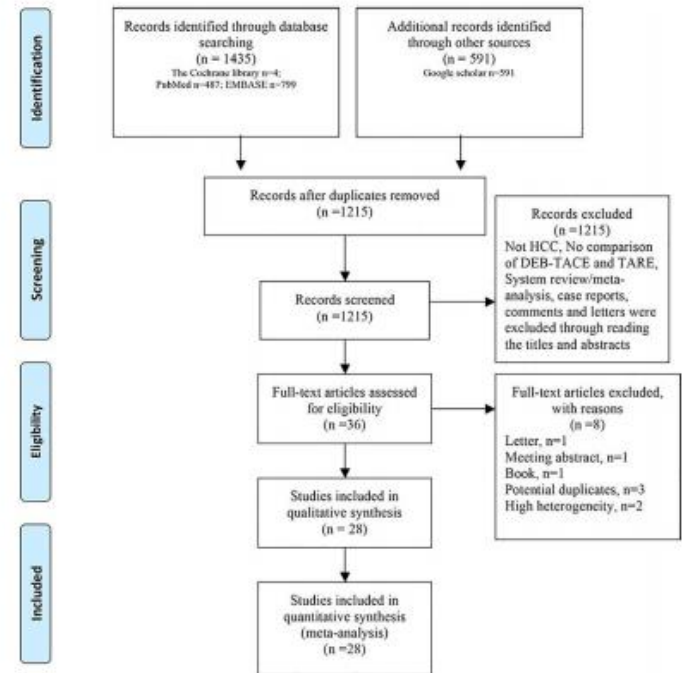 Identification
Records identified through database
searching
(n = 1435)
The Cochrane library n=4;
PubMed n=487; EMBASE n=799
Additional records identified
through other sources
(n = 591)
Google scholar n=591
Screening
Records after duplicates removed
(n =1215)
Records screened
(n =1215)
Records excluded
(n =1215)
Not HCC, No comparison
of DEB-TACE and TARE,
System review/meta-
analysis, case reports,
comments and letters were
excluded through reading
the titles and abstracts
Eligibility
Full-text articles assessed
for eligibility
(n =36)
Full-text articles excluded,
with reasons
(n =8)
Letter, n=1
Meeting abstract, n=1
Book, n=1
Potential duplicates, n=3
High heterogeneity, n=2
Studies included in
qualitative synthesis
(n = 28)
Included
Studies included in
quantitative synthesis
(meta-analysis)
(n =28)